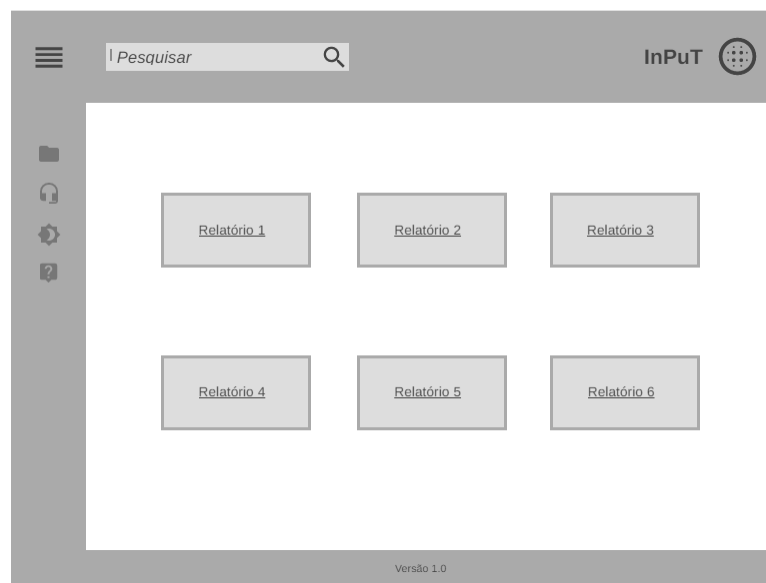 Pesquisar
InPuT
Relatório 1
Relatório 2
Relatório 3
Relatório 4
Relatório 5
Relatório 6
Versão 1.0